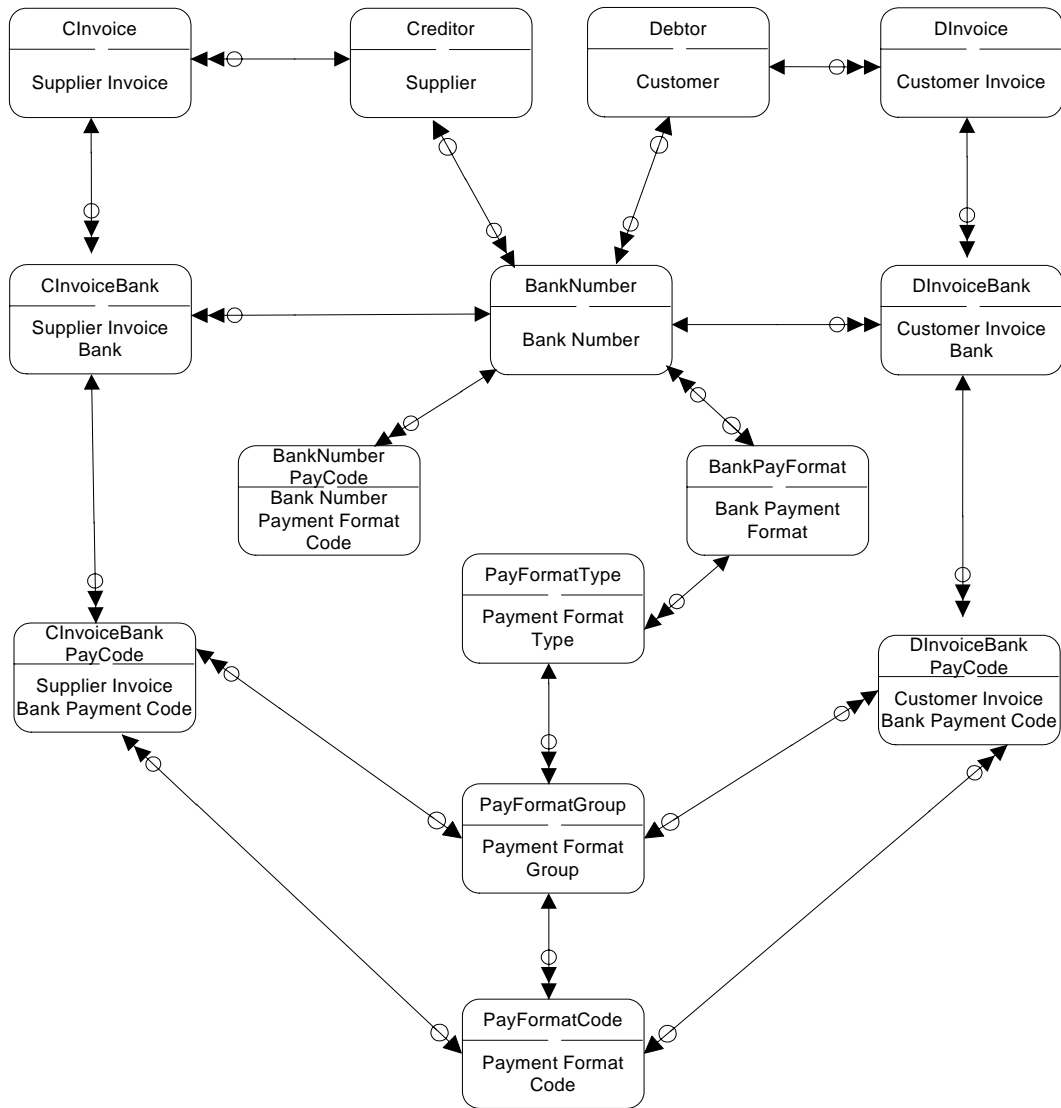 CInvoice
Supplier Invoice
Creditor
Supplier
Debtor
Customer
DInvoice
Customer Invoice
CInvoiceBank
Supplier Invoice
Bank
BankNumber
Bank Number
DInvoiceBank
Customer Invoice
Bank
BankNumber
PayCode
Bank Number
Payment Format
Code
BankPayFormat
Bank Payment
Format
PayFormatType
Payment Format
Type
CInvoiceBank
PayCode
Supplier Invoice
Bank Payment Code
DInvoiceBank
PayCode
Customer Invoice
Bank Payment Code
PayFormatGroup
Payment Format
Group
PayFormatCode
Payment Format
Code